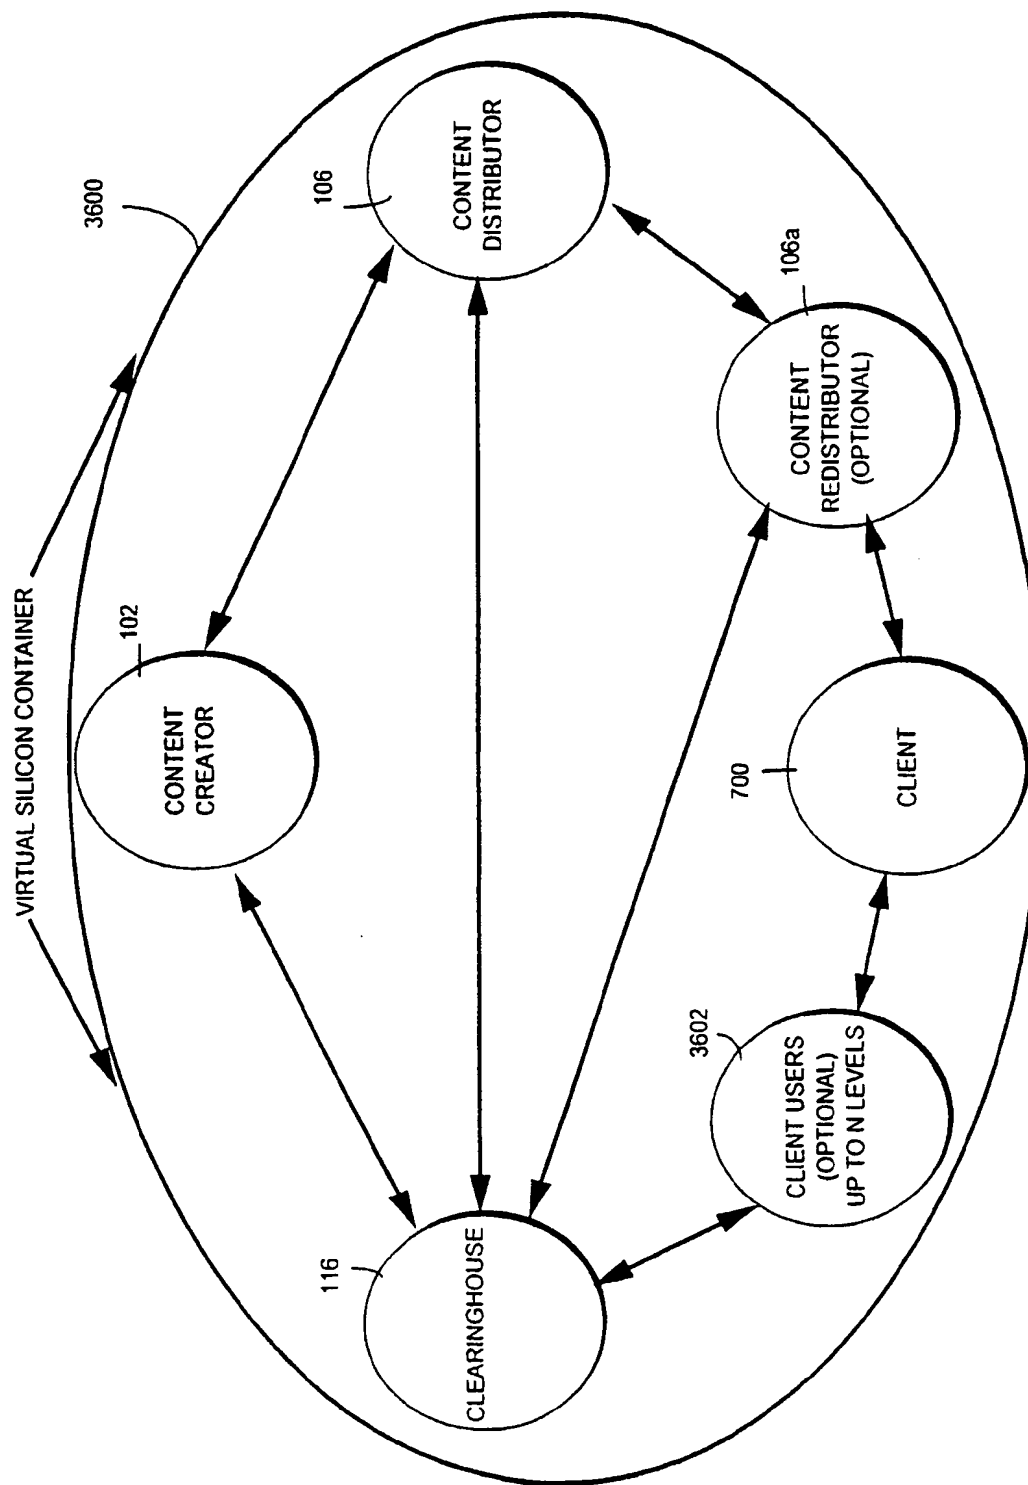 VIRTUAL SILICON CONTAINER
3600
102
CONTENT
CREATOR
106
CONTENT
DISTRIBUTOR
116
CLEARINGHOUSE
106a
CONTENT
REDISTRIBUTOR
(OPTIONAL)
3602
CLIENT USERS
(OPTIONAL)
UP TO N LEVELS
700
CLIENT